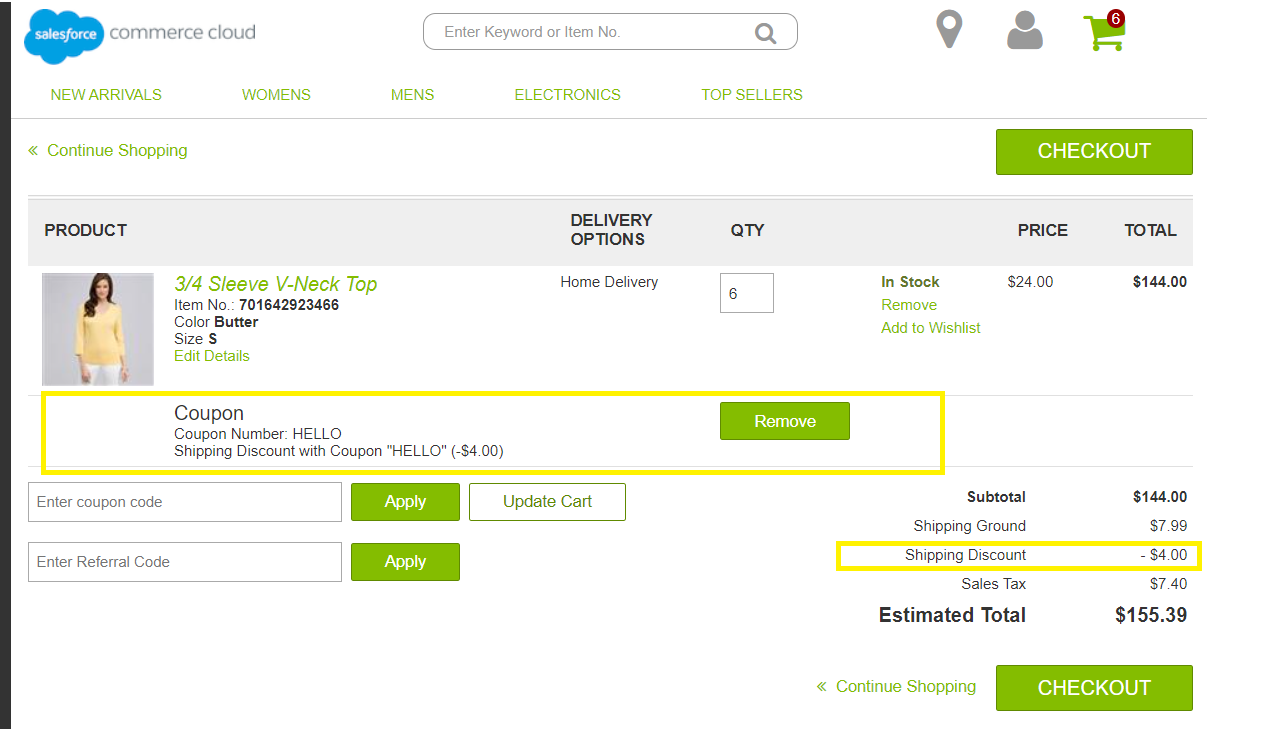 salesforce commerce cloud
Enter Keyword or Item No.
6
NEW ARRIVALS WOMENS MENS ELECTRONICS TOP SELLERS
« Continue Shopping
CHECKOUT
PRODUCT DELIVERY OPTIONS QTY PRICE TOTAL
3/4 Sleeve V-Neck Top
Home Delivery 6 In Stock $24.00 $144.00
Item No.: 701642923466
Remove
Color Butter
Add to Wishlist
Size S
Edit Details
Coupon
Remove
Coupon Number: HELLO
Shipping Discount with Coupon "HELLO" (-$4.00)
Enter coupon code Apply Update Cart
Enter Referral Code Apply
Subtotal $144.00
Shipping Ground $7.99
Shipping Discount - $4.00
Sales Tax $7.40
Estimated Total $155.39
« Continue Shopping CHECKOUT